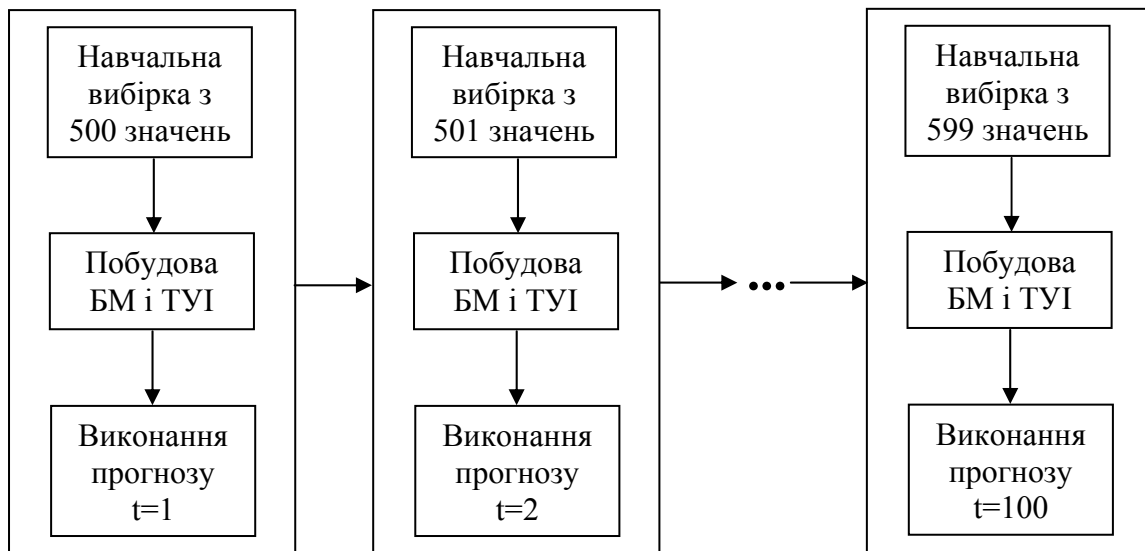 Навчальна
вибірка з
500 значень
Побудова
БМ і ТУІ
Виконання
прогнозу
t=1
Навчальна
вибірка з
501 значень
Побудова
БМ і ТУІ
Виконання
прогнозу
t=2
...
Навчальна
вибірка з
599 значень
Побудова
БМ і ТУІ
Виконання
прогнозу
t=100